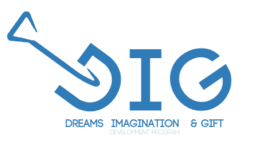 DIG
DREAMS IMAGINATION & GIFT
DEVELOPMENT PROGRAM